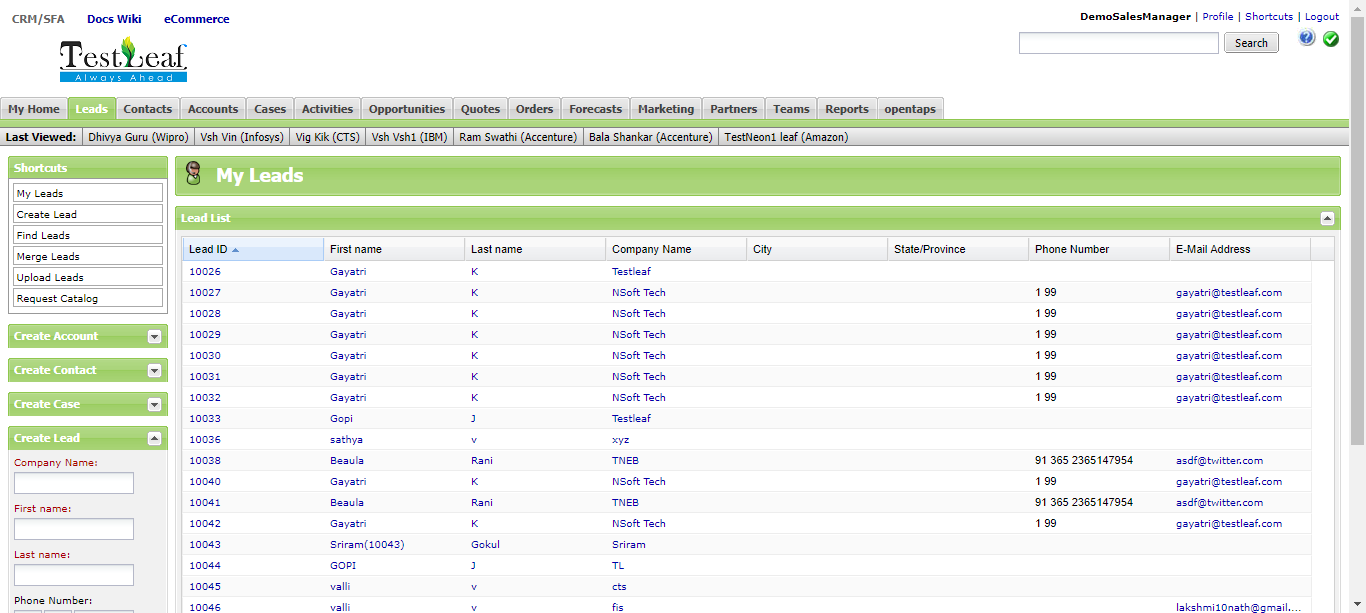 CRM/SFA Docs Wiki eCommerce
DemoSalesManager | Profile | Shortcuts | Logout
TestLeaf
Always Ahead
Search
My Home Leads Contacts Accounts Cases Activities Opportunities Quotes Orders Forecasts Marketing Partners Teams Reports opentaps
Last Viewed: Dhivya Guru (Wipro) Vsh Vin (Infosys) Vig Kik (CTS) Vsh Vsh1 (IBM) Ram Swathi (Accenture) Bala Shankar (Accenture) TestNeon1 leaf (Amazon)
Shortcuts
My Leads
Create Lead
Find Leads
Merge Leads
Upload Leads
Request Catalog
Create Account
Create Contact
Create Case
Create Lead
Company Name:
First name:
Last name:
Phone Number:
My Leads
Lead List
Lead ID First name Last name Company Name City State/Province Phone Number E-Mail Address
10026 Gayatri K Testleaf
10027 Gayatri K NSoft Tech 1 99 gayatri@testleaf.com
10028 Gayatri K NSoft Tech 1 99 gayatri@testleaf.com
10029 Gayatri K NSoft Tech 1 99 gayatri@testleaf.com
10030 Gayatri K NSoft Tech 1 99 gayatri@testleaf.com
10031 Gayatri K NSoft Tech 1 99 gayatri@testleaf.com
10032 Gayatri K NSoft Tech 1 99 gayatri@testleaf.com
10033 Gopi J Testleaf
10036 sathya v xyz
10038 Beaula Rani TNEB 91 365 2365147954 asdf@twitter.com
10040 Gayatri K NSoft Tech 1 99 gayatri@testleaf.com
10041 Beaula Rani TNEB 91 365 2365147954 asdf@twitter.com
10042 Gayatri K NSoft Tech 1 99 gayatri@testleaf.com
10043 Sriram(10043) Gokul Sriram
10044 GOPI J TL
10045 valli v cts
10046 valli v fis lakshmi10nath@gmail....